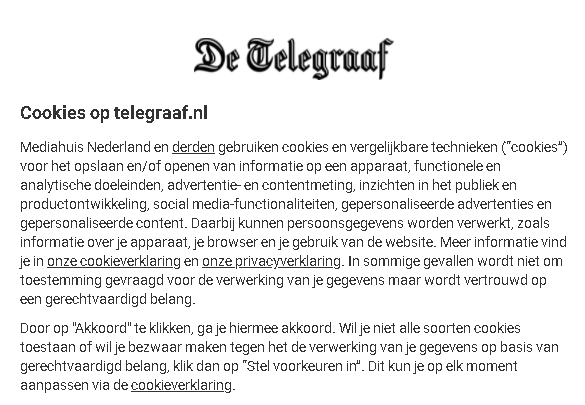 De Telegraaf
Cookies op telegraaf.nl
Mediahuis Nederland en derden gebruiken cookies en vergelijkbare technieken ("cookies")
voor het opslaan en/of openen van informatie op een apparaat, functionele en
analytische doeleinden, advertentie- en contentmeting, inzichten in het publiek en
productontwikkeling, social media-functionaliteiten, gepersonaliseerde advertenties en
gepersonaliseerde content. Daarbij kunnen persoonsgegevens worden verwerkt, zoals
informatie over je apparaat, je browser en je gebruik van de website. Meer informatie vind
je in onze cookieverklaring en onze privacyverklaring. In sommige gevallen wordt niet om
toestemming gevraagd voor de verwerking van je gegevens maar wordt vertrouwd op
een gerechtvaardigd belang.
Door op "Akkoord" te klikken, ga je hiermee akkoord. Wil je niet alle soorten cookies
toestaan of wil je bezwaar maken tegen het de verwerking van je gegevens op basis van
gerechtvaardigd belang, klik dan op "Stel voorkeuren in". Dit kun je op elk moment
aanpassen via de cookieverklaring.